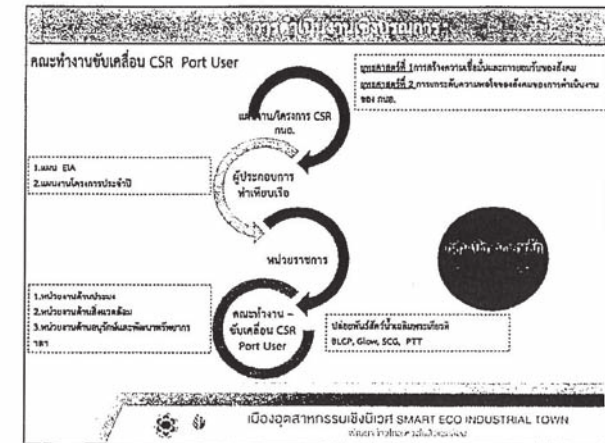 การดำเนินงานเชิงบูรณาการ
คณะทำงานขับเคลื่อน CSR Port User
ยุทธศาสตร์ที่ 1การสร้างความเชื่อมั่นและการยอมรับของสังคม
ยุทธศาสตร์ที่ 2 การยกระดับความพอใจของสังคมของการดำเนินงาน
ของ กนอ.
แผนงาน/โครงการ CSR
กนอ.
1.แผน EIA
2.แผนงานโครงการประจำปี
ผู้ประกอบการ
ท่าเทียบเรือ
หน่วยราชการ
1.หน่วยงานด้านประมง
2.หน่วยงานด้านสิ่งแวดล้อม
3.หน่วยงานด้านอนุรักษ์และพัฒนาทรัพยากร
คณะทำงาน –
ขับเคลื่อน CSR
Port User
ปล่อยพันธ์สัตว์น้ำเฉลิมพระเกียรติ
BLCP, Glow, SCG, PTT
เมืองอุตสาหกรรมเชิงนิเวศ SMART ECO INDUSTRIAL TOWN